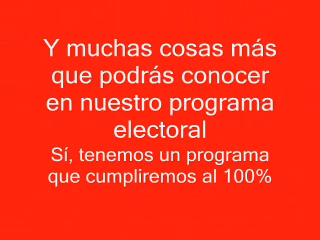 Y muchas cosas más
que podrás conocer
en nuestro programa
electoral
Sí, tenemos un programa
que cumpliremos al 100%